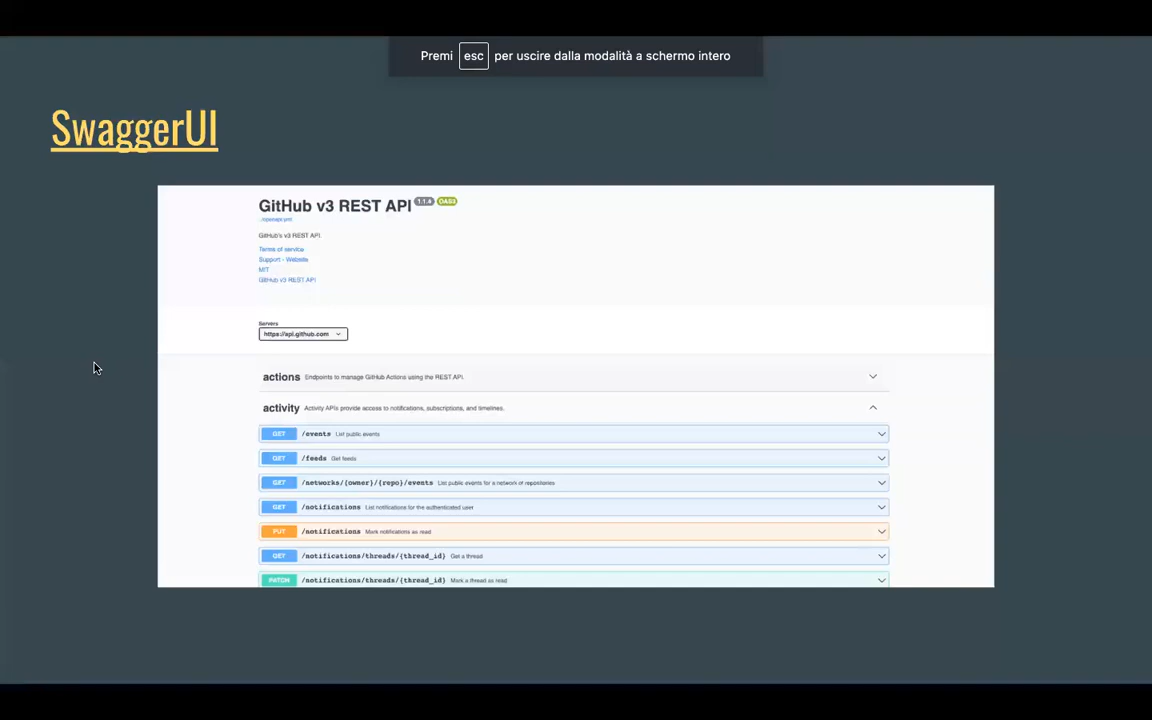 Premi esc per uscire dalla modalità a schermo intero
SwaggerUI
GitHub v3 REST API 1.1.4 OAS3
GitHub's v3 REST API.
Terms of service
Support - Website
MIT
GitHub v3 REST API
Servers
https://api.github.com
actions Endpoints to manage GitHub Actions using the REST API.
activity Activity APIs provide access to notifications, subscriptions, and timelines.
GET /events List public events
GET /feeds Get feeds
GET /networks/{owner}/{repo}/events List public events for a network of repositories
GET /notifications List notifications for the authenticated user
PUT /notifications Mark notifications as read
GET /notifications/threads/{thread_id} Get a thread
PATCH /notifications/threads/{thread_id} Mark a thread as read